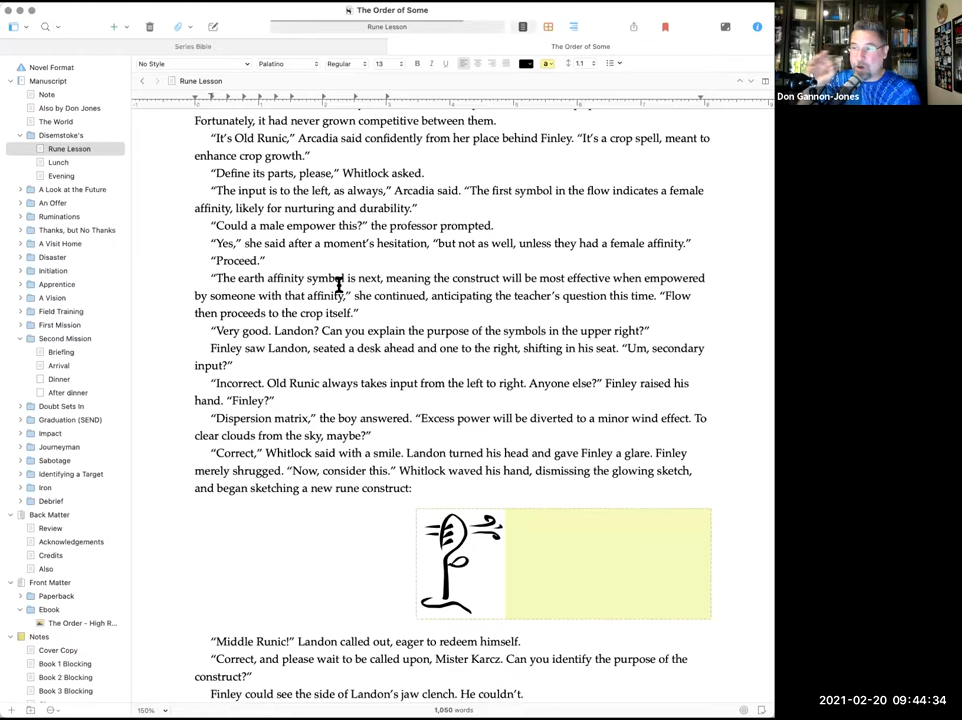 The Order of Some
Rune Lesson
Series Bible
The Order of Some
No Style
Palatino
Regular
13
B
I
U
a
1.1
Rune Lesson
Novel Format
Manuscript
Note
Also by Don Jones
The World
Disemstoke's
Rune Lesson
Lunch
Evening
A Look at the Future
An Offer
Ruminations
Thanks, but No Thanks
A Visit Home
Disaster
Initiation
Apprentice
A Vision
Field Training
First Mission
Second Mission
Briefing
Arrival
Dinner
After dinner
Doubt Sets In
Graduation (SEND)
Impact
Journeyman
Sabotage
Identifying a Target
Iron
Debrief
Back Matter
Review
Acknowledgements
Credits
Also
Front Matter
Paperback
Ebook
The Order - High R...
Notes
Cover Copy
Book 1 Blocking
Book 2 Blocking
Book 3 Blocking
0
1
2
3
4
5
6
7
8
Fortunately, it had never grown competitive between them.
“It’s Old Runic,” Arcadia said confidently from her place behind Finley. “It’s a crop spell, meant to
enhance crop growth.”
“Define its parts, please,” Whitlock asked.
“The input is to the left, as always,” Arcadia said. “The first symbol in the flow indicates a female
affinity, likely for nurturing and durability.”
“Could a male empower this?” the professor prompted.
“Yes,” she said after a moment’s hesitation, “but not as well, unless they had a female affinity.”
“Proceed.”
“The earth affinity symbol is next, meaning the construct will be most effective when empowered
by someone with that affinity,” she continued, anticipating the teacher’s question this time. “Flow
then proceeds to the crop itself.”
“Very good. Landon? Can you explain the purpose of the symbols in the upper right?”
Finley saw Landon, seated a desk ahead and one to the right, shifting in his seat. “Um, secondary
input?”
“Incorrect. Old Runic always takes input from the left to right. Anyone else?” Finley raised his
hand. “Finley?”
“Dispersion matrix,” the boy answered. “Excess power will be diverted to a minor wind effect. To
clear clouds from the sky, maybe?”
“Correct,” Whitlock said with a smile. Landon turned his head and gave Finley a glare. Finley
merely shrugged. “Now, consider this.” Whitlock waved his hand, dismissing the glowing sketch,
and began sketching a new rune construct:
“Middle Runic!” Landon called out, eager to redeem himself.
“Correct, and please wait to be called upon, Mister Karcz. Can you identify the purpose of the
construct?”
Finley could see the side of Landon’s jaw clench. He couldn’t.
150%
1,050 words
Don Gannon-Jones
2021-02-20 09:44:34